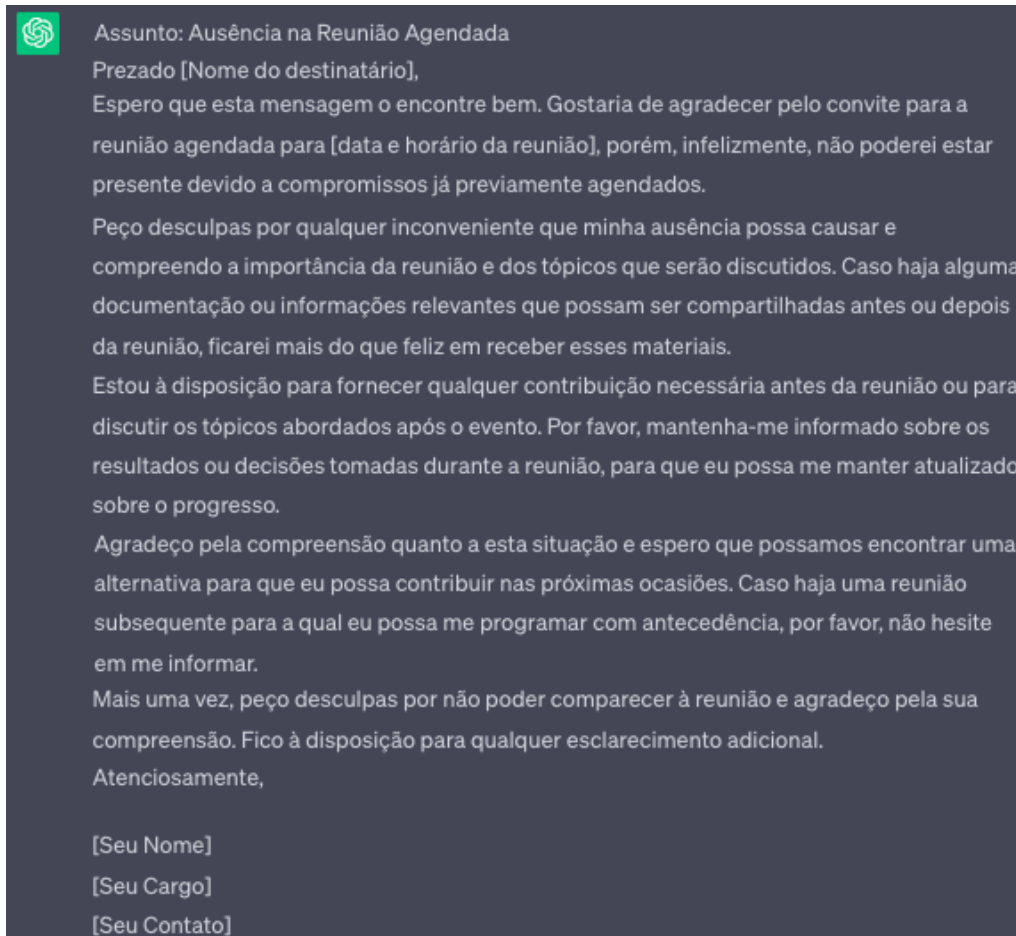 Assunto: Ausência na Reunião Agendada
Prezado [Nome do destinatário],
Espero que esta mensagem o encontre bem. Gostaria de agradecer pelo convite para a
reunião agendada para [data e horário da reunião], porém, infelizmente, não poderei estar
presente devido a compromissos já previamente agendados.
Peço desculpas por qualquer inconveniente que minha ausência possa causar e
compreendo a importância da reunião e dos tópicos que serão discutidos. Caso haja alguma
documentação ou informações relevantes que possam ser compartilhadas antes ou depois
da reunião, ficarei mais do que feliz em receber esses materiais.
Estou à disposição para fornecer qualquer contribuição necessária antes da reunião ou para
discutir os tópicos abordados após o evento. Por favor, mantenha-me informado sobre os
resultados ou decisões tomadas durante a reunião, para que eu possa me manter atualizado
sobre o progresso.
Agradeço pela compreensão quanto a esta situação e espero que possamos encontrar uma
alternativa para que eu possa contribuir nas próximas ocasiões. Caso haja uma reunião
subsequente para a qual eu possa me programar com antecedência, por favor, não hesite
em me informar.
Mais uma vez, peço desculpas por não poder comparecer à reunião e agradeço pela sua
compreensão. Fico à disposição para qualquer esclarecimento adicional.
Atenciosamente,
[Seu Nome]
[Seu Cargo]
[Seu Contato]